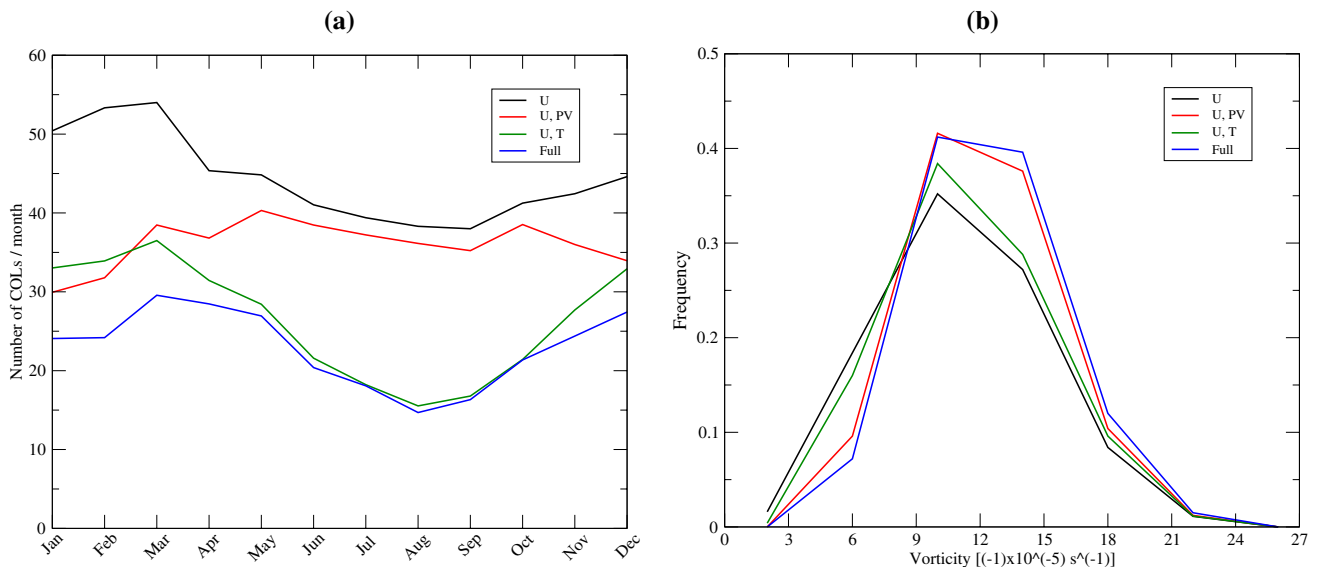 (a)
60
50
40
30
20
10
0
Number of COLs / month
Jan Feb Mar Apr May Jun Jul Aug Sep Oct Nov Dec
U
U, PV
U, T
Full
(b)
0.5
0.4
0.3
0.2
0.1
0
Frequency
0 3 6 9 12 15 18 21 24 27
Vorticity [(-1)x10^(-5) s^(-1)]
U
U, PV
U, T
Full